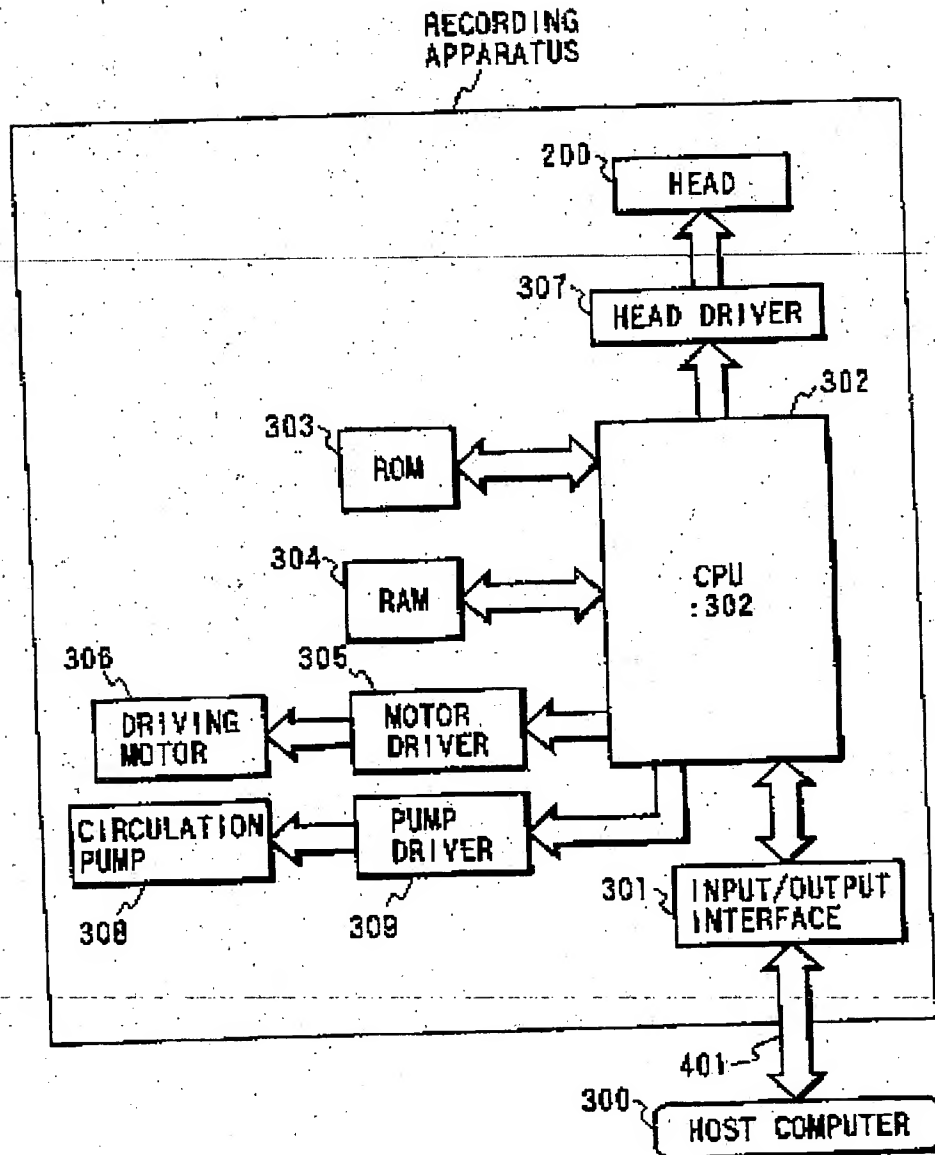 RECORDING
APPARATUS
200
HEAD
307
HEAD DRIVER
302
303
ROM
CPU
:302
304
RAM
306
305
DRIVING
MOTOR
MOTOR
DRIVER
CIRCULATION
PUMP
PUMP
DRIVER
308
309
301
INPUT/OUTPUT
INTERFACE
401
300
HOST COMPUTER